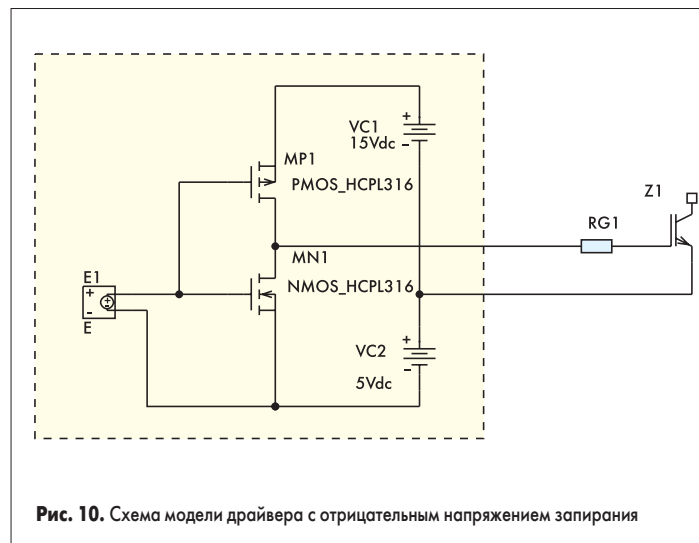 +
VC1
15Vdc
–
MP1
PMOS_HCPL316
Z1
RG1
MN1
NMOS_HCPL316
E1
+
-
E
±
+
VC2
–
5Vdc
Рис. 10. Схема модели драйвера с отрицательным напряжением запирания